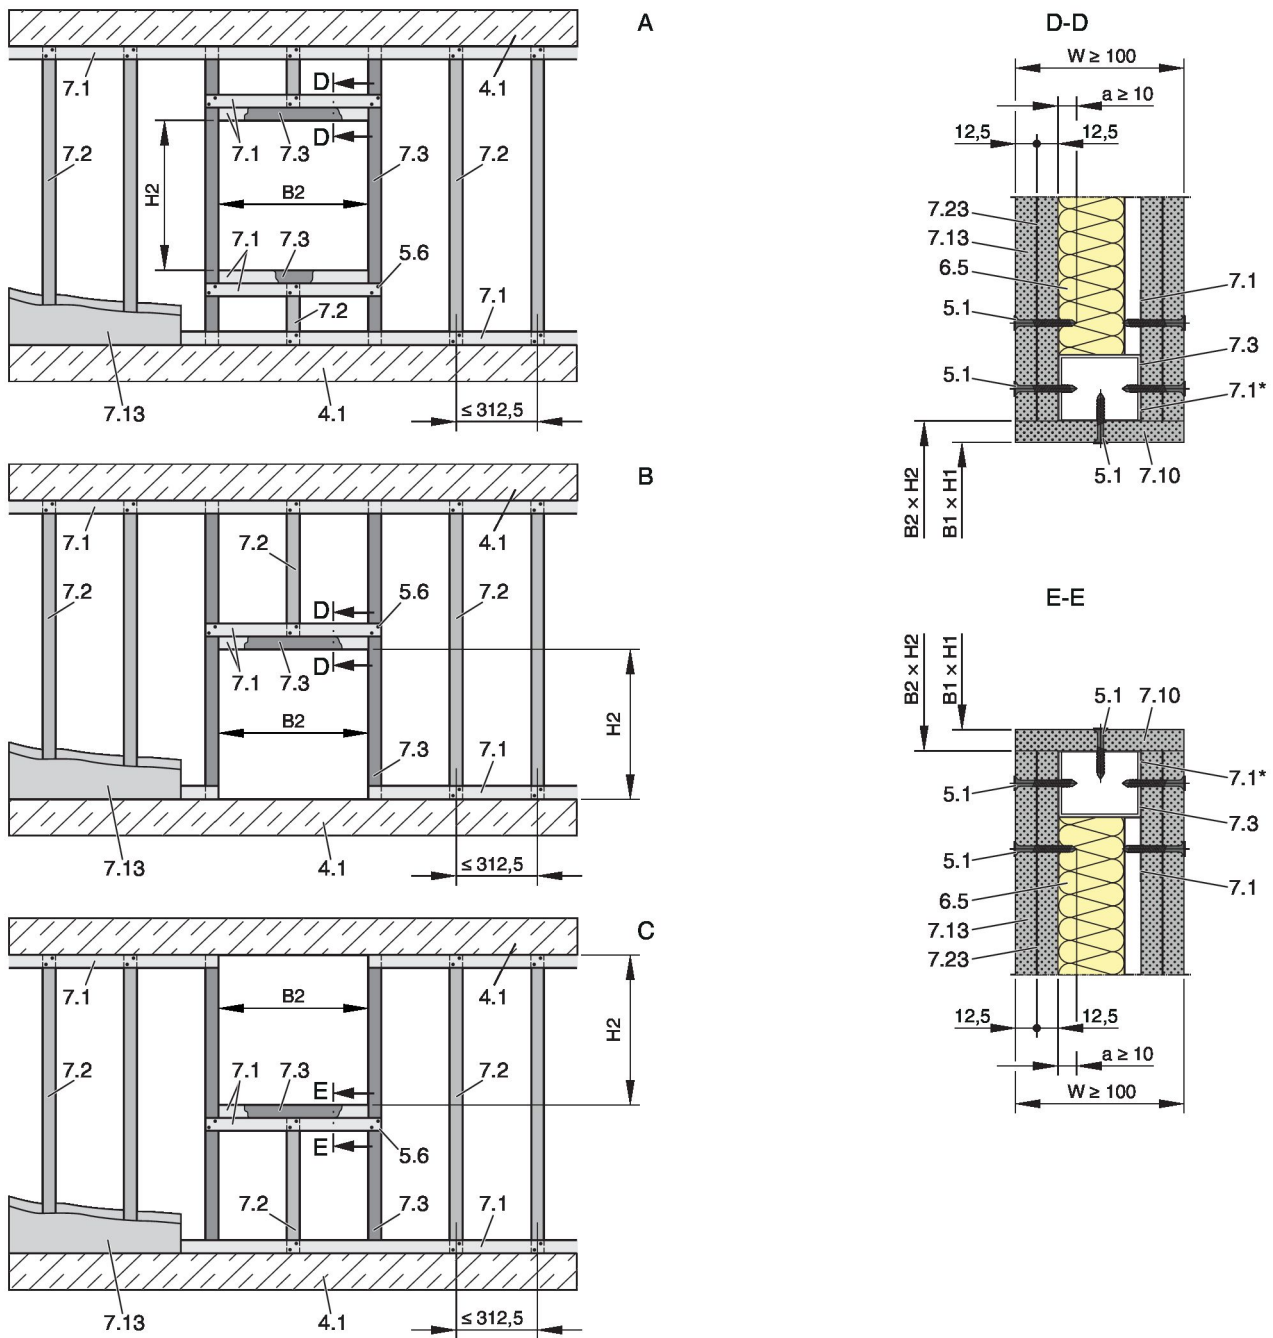 A
7.1
4.1
D
7.1
7.3
D
7.2
7.3
7.2
H2
B2
7.1
7.3
5.6
7.2
7.1
7.13
4.1
≤ 312,5
B
7.1
7.2
4.1
7.2
D
5.6
7.2
7.1
7.3
D
B2
H2
7.3
7.1
7.13
4.1
≤ 312,5
C
7.1
B2
4.1
H2
7.2
7.1
7.3
E
7.2
E
5.6
7.2
7.3
7.1
7.13
4.1
≤ 312,5
D-D
W ≥ 100
a ≥ 10
12,5
12,5
7.23
7.13
6.5
5.1
7.1
7.3
5.1
7.1*
5.1
7.10
B2 × H2
B1 × H1
E-E
B2 × H2
B1 × H1
5.1
7.10
7.1*
5.1
7.3
5.1
7.1
6.5
7.13
7.23
12,5
12,5
a ≥ 10
W ≥ 100